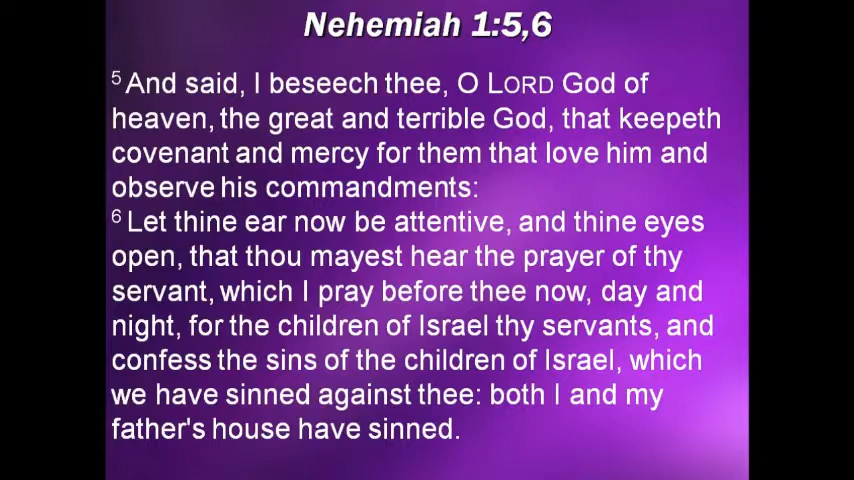 Nehemiah 1:5,6
5 And said, I beseech thee, O LORD God of
heaven, the great and terrible God, that keepeth
covenant and mercy for them that love him and
observe his commandments:
6 Let thine ear now be attentive, and thine eyes
open, that thou mayest hear the prayer of thy
servant, which I pray before thee now, day and
night, for the children of Israel thy servants, and
confess the sins of the children of Israel, which
we have sinned against thee: both I and my
father's house have sinned.